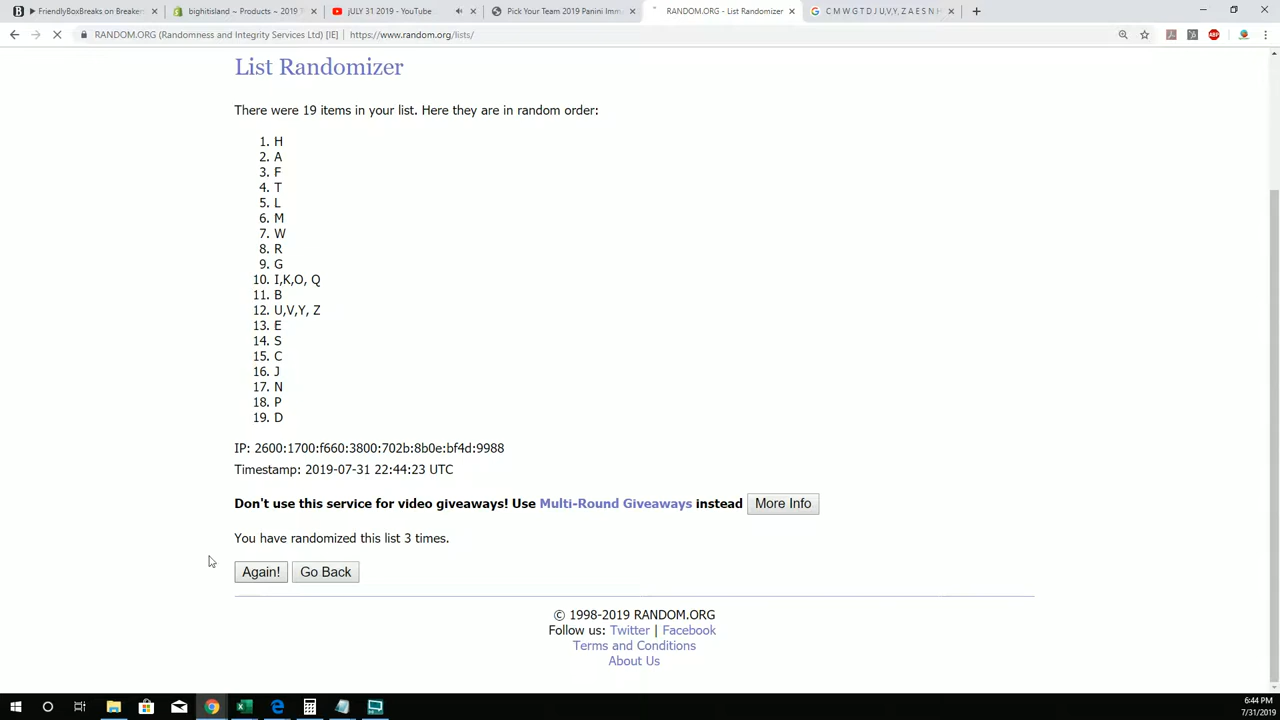 FriendlyBoxBreaks on Breaker
bighitisland ~ Products ~ 2019 T
jULY 31 2019 - YouTube
Pick Your Team 2019 Panini Imm
RANDOM.ORG - List Randomizer
C M W G T D J U,V,Y, Z A E S N H
RANDOM.ORG (Randomness and Integrity Services Ltd) [IE] | https://www.random.org/lists/
List Randomizer
There were 19 items in your list. Here they are in random order:
1. H
2. A
3. F
4. T
5. L
6. M
7. W
8. R
9. G
10. I,K,O, Q
11. B
12. U,V,Y, Z
13. E
14. S
15. C
16. J
17. N
18. P
19. D
IP: 2600:1700:f660:3800:702b:8b0e:bf4d:9988
Timestamp: 2019-07-31 22:44:23 UTC
Don't use this service for video giveaways! Use Multi-Round Giveaways instead More Info
You have randomized this list 3 times.
Again! Go Back
© 1998-2019 RANDOM.ORG
Follow us: Twitter | Facebook
Terms and Conditions
About Us
6:44 PM
7/31/2019